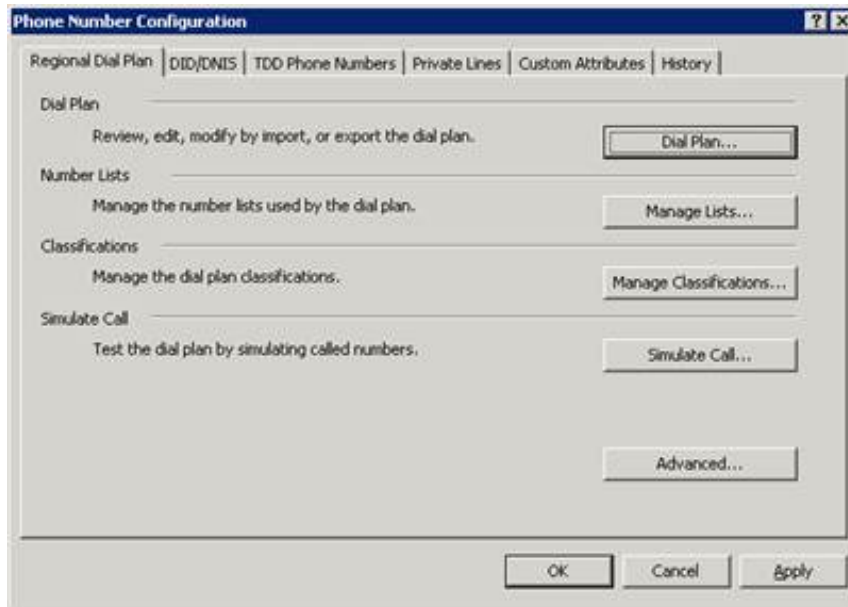 Phone Number Configuration
Regional Dial Plan DID/DNIS TDD Phone Numbers Private Lines Custom Attributes History
Dial Plan
Review, edit, modify by import, or export the dial plan. Dial Plan...
Number Lists
Manage the number lists used by the dial plan. Manage Lists...
Classifications
Manage the dial plan classifications. Manage Classifications...
Simulate Call
Test the dial plan by simulating called numbers. Simulate Call...
Advanced...
OK Cancel Apply